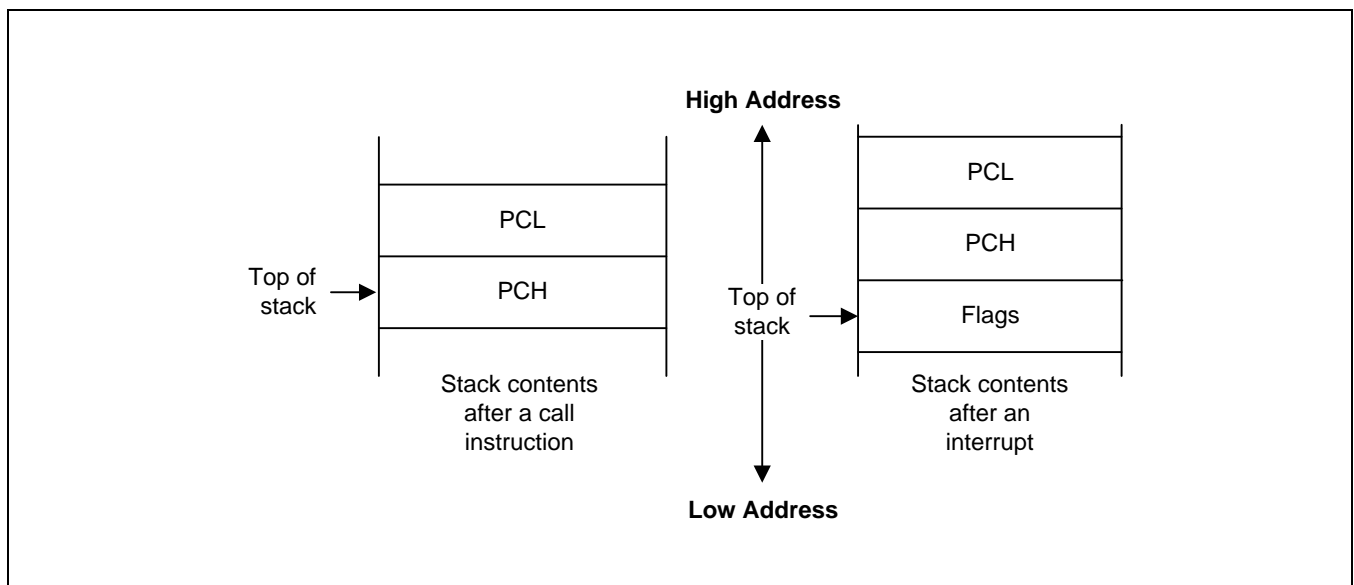 High Address
PCL
PCH
Top of
stack
Stack contents
after a call
instruction
Top of
stack
PCL
PCH
Flags
Stack contents
after an
interrupt
Low Address